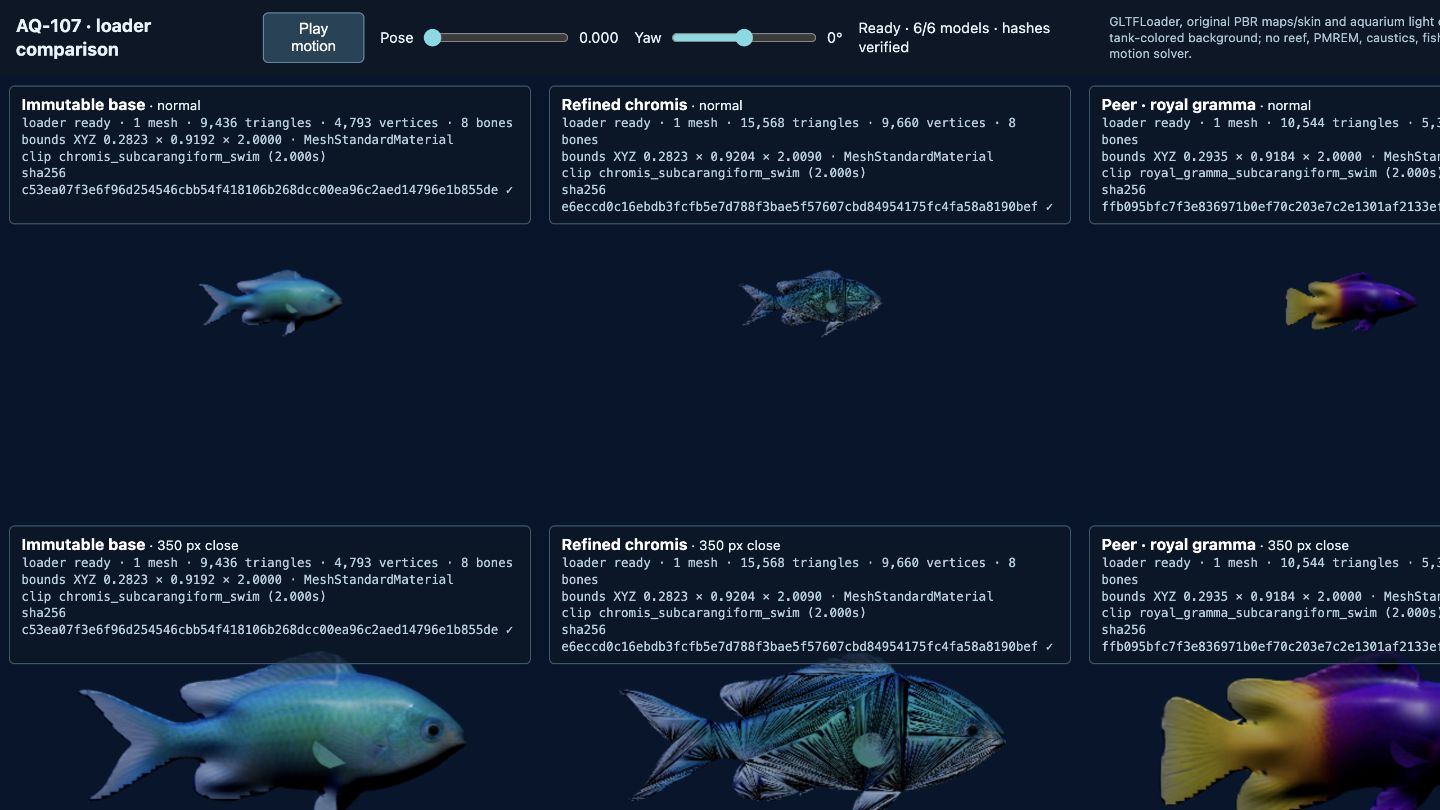 AQ-107 · loader
comparison
Play
motion
Pose
0.000
Yaw
0°
Ready · 6/6 models · hashes
verified
GLTFLoader, original PBR maps/skin and aquarium light
tank-colored background; no reef, PMREM, caustics, fish
motion solver.
Immutable base · normal
loader ready · 1 mesh · 9,436 triangles · 4,793 vertices · 8 bones
bounds XYZ 0.2823 × 0.9192 × 2.0000 · MeshStandardMaterial
clip chromis_subcarangiform_swim (2.000s)
sha256
c53ea07f3e6f96d254546cbb54f418106b268dcc00ea96c2aed14796e1b855de ✓
Refined chromis · normal
loader ready · 1 mesh · 15,568 triangles · 9,660 vertices · 8
bones
bounds XYZ 0.2823 × 0.9204 × 2.0090 · MeshStandardMaterial
clip chromis_subcarangiform_swim (2.000s)
sha256
e6eccd0c16ebdb3fcfb5e7d788f3bae5f57607cbd84954175fc4fa58a8190bef ✓
Peer · royal gramma · normal
loader ready · 1 mesh · 10,544 triangles · 5,3
bones
bounds XYZ 0.2935 × 0.9184 × 2.0000 · MeshStan
clip royal_gramma_subcarangiform_swim (2.000s)
sha256
ffb095bfc7f3e836971b0ef70c203e7c2e1301af2133ef
Immutable base · 350 px close
loader ready · 1 mesh · 9,436 triangles · 4,793 vertices · 8 bones
bounds XYZ 0.2823 × 0.9192 × 2.0000 · MeshStandardMaterial
clip chromis_subcarangiform_swim (2.000s)
sha256
c53ea07f3e6f96d254546cbb54f418106b268dcc00ea96c2aed14796e1b855de ✓
Refined chromis · 350 px close
loader ready · 1 mesh · 15,568 triangles · 9,660 vertices · 8
bones
bounds XYZ 0.2823 × 0.9204 × 2.0090 · MeshStandardMaterial
clip chromis_subcarangiform_swim (2.000s)
sha256
e6eccd0c16ebdb3fcfb5e7d788f3bae5f57607cbd84954175fc4fa58a8190bef ✓
Peer · royal gramma · 350 px close
loader ready · 1 mesh · 10,544 triangles · 5,3
bones
bounds XYZ 0.2935 × 0.9184 × 2.0000 · MeshStan
clip royal_gramma_subcarangiform_swim (2.000s)
sha256
ffb095bfc7f3e836971b0ef70c203e7c2e1301af2133ef